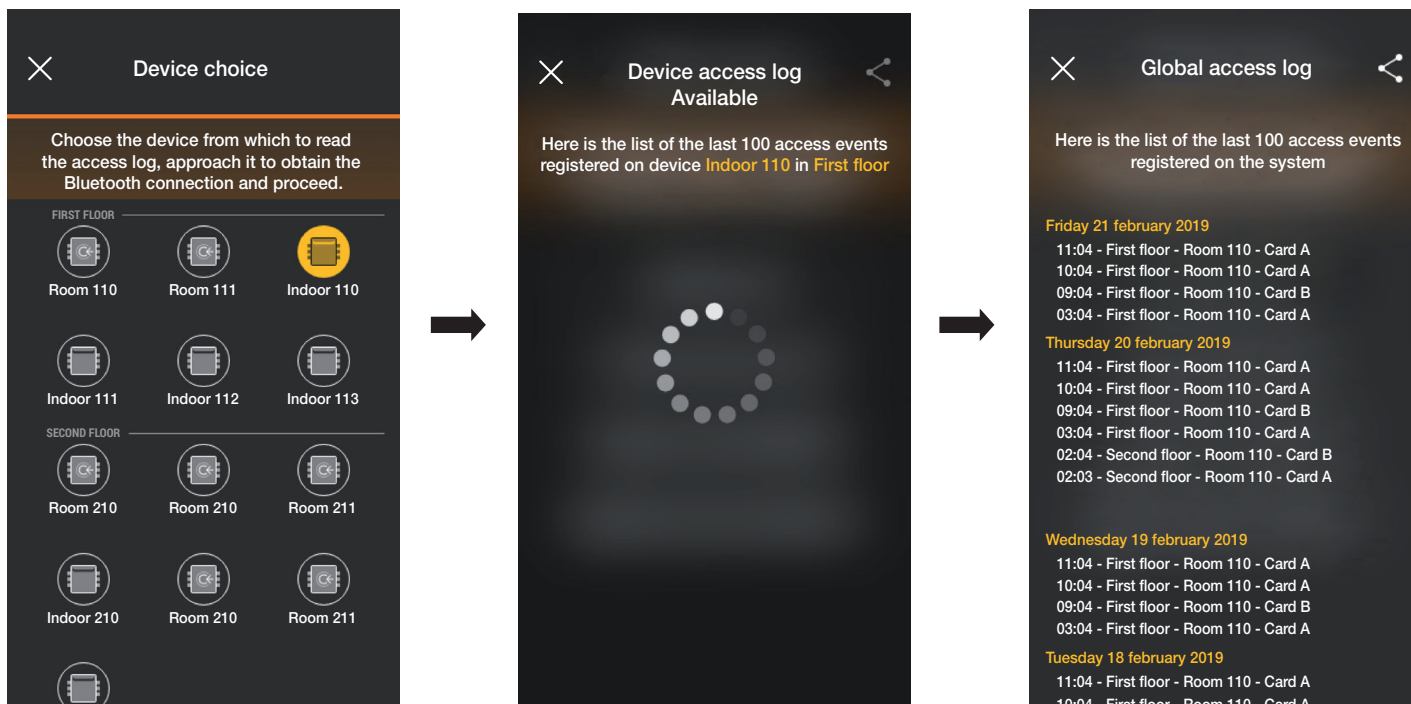 Device choice
Choose the device from which to read
the access log, approach it to obtain the
Bluetooth connection and proceed.
FIRST FLOOR
Room 110
Room 111
Indoor 110
Indoor 111
Indoor 112
Indoor 113
SECOND FLOOR
Room 210
Room 210
Room 211
Indoor 210
Room 210
Room 211
Device access log
Available
Here is the list of the last 100 access events
registered on device Indoor 110 in First floor
Global access log
Here is the list of the last 100 access events
registered on the system
Friday 21 february 2019
11:04 - First floor - Room 110 - Card A
10:04 - First floor - Room 110 - Card A
09:04 - First floor - Room 110 - Card B
03:04 - First floor - Room 110 - Card A
Thursday 20 february 2019
11:04 - First floor - Room 110 - Card A
10:04 - First floor - Room 110 - Card A
09:04 - First floor - Room 110 - Card B
03:04 - First floor - Room 110 - Card A
02:04 - Second floor - Room 110 - Card B
02:03 - Second floor - Room 110 - Card A
Wednesday 19 february 2019
11:04 - First floor - Room 110 - Card A
10:04 - First floor - Room 110 - Card A
09:04 - First floor - Room 110 - Card B
03:04 - First floor - Room 110 - Card A
Tuesday 18 february 2019
11:04 - First floor - Room 110 - Card A
10:04 - First floor - Room 110 - Card A